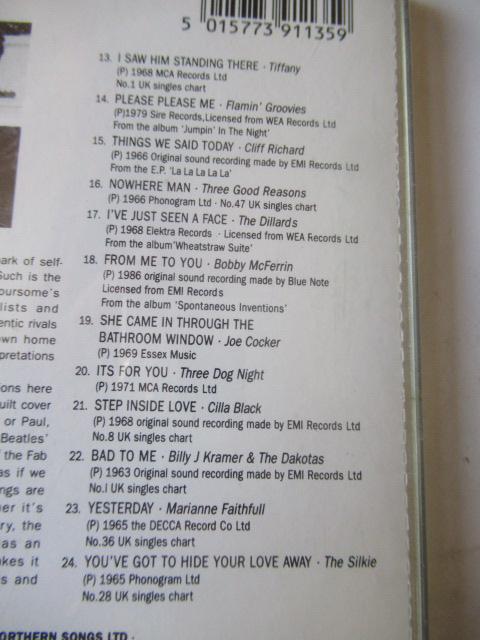 5 015773 911359
13. I SAW HIM STANDING THERE · Tiffany
(P) 1968 MCA Records Ltd
No.1 UK singles chart
14. PLEASE PLEASE ME · Flamin' Groovies
(P)1979 Sire Records,Licensed from WEA Records Ltd
From the album 'Jumpin' In The Night'
15. THINGS WE SAID TODAY · Cliff Richard
(P) 1966 Original sound recording made by EMI Records Ltd
From the E.P. 'La La La La La'
16. NOWHERE MAN · Three Good Reasons
(P) 1966 Phonogram Ltd · No.47 UK singles chart
17. I'VE JUST SEEN A FACE · The Dillards
(P) 1968 Elektra Records · Licensed from WEA Records Ltd
From the album'Wheatstraw Suite'
18. FROM ME TO YOU · Bobby McFerrin
(P) 1986 original sound recording made by Blue Note
Licensed from EMI Records
From the album 'Spontaneous Inventions'
19. SHE CAME IN THROUGH THE
BATHROOM WINDOW · Joe Cocker
(P) 1969 Essex Music
20. ITS FOR YOU · Three Dog Night
(P) 1971 MCA Records Ltd
21. STEP INSIDE LOVE · Cilla Black
(P) 1968 original sound recording made by EMI Records Ltd
No.8 UK singles chart
22. BAD TO ME · Billy J Kramer & The Dakotas
(P) 1963 Original sound recording made by EMI Records Ltd
No.I UK singles chart
23. YESTERDAY · Marianne Faithfull
(P) 1965 the DECCA Record Co Ltd
No.36 UK singles chart
24. YOU'VE GOT TO HIDE YOUR LOVE AWAY · The Silkie
(P) 1965 Phonogram Ltd
No.28 UK singles chart
ark of self-
Such is the
oursome's
lists and
entic rivals
own home
pretations
ons here
uilt cover
or Paul,
Beatles'
the Fab
as if we
ngs are
er it's
ry, the
as an
kes it
s and
ORTHERN SONGS LTD ·